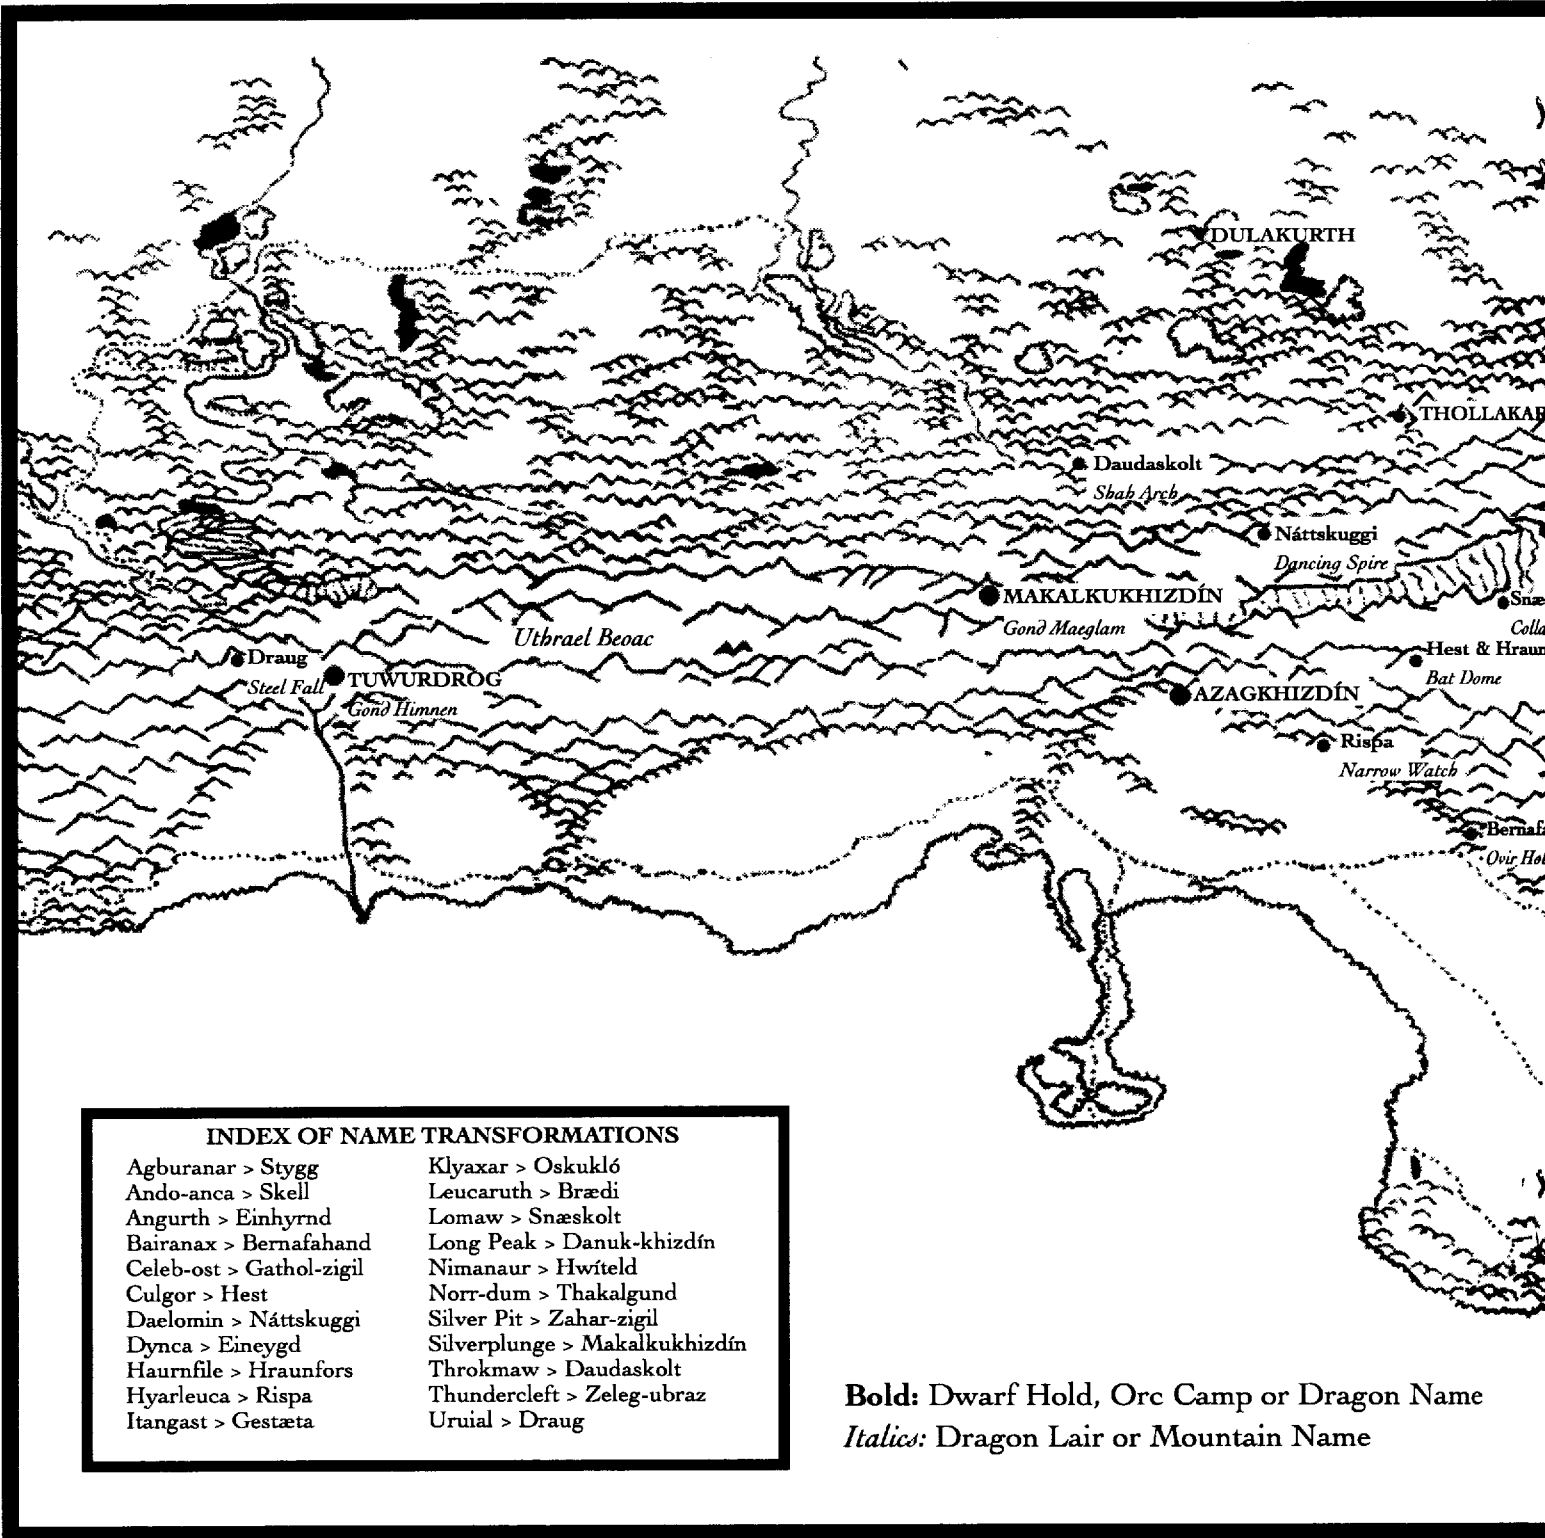 DULAKURTH
THOLLAKAR
Daudaskolt
Shab Arch
Náttskuggi
Dancing Spire
MAKALKUKHIZDÍN
Gond Maeglam
Snæ
Colla
Uthrael Beoac
Draug
Steel Fall
TUWURDROG
Gond Himnen
Hest & Hraun
Bat Dome
AZAGKHIZDÍN
Rispa
Narrow Watch
Bernafa
Ovir Hol
INDEX OF NAME TRANSFORMATIONS
Agburanar > Stygg
Ando-anca > Skell
Angurth > Einhyrnd
Bairanax > Bernafahand
Celeb-ost > Gathol-zigil
Culgor > Hest
Daelomin > Náttskuggi
Dynca > Eineygd
Haurnfile > Hraunfors
Hyarleuca > Rispa
Itangast > Gestæta
Klyaxar > Oskukló
Leucaruth > Brædi
Lomaw > Snæskolt
Long Peak > Danuk-khizdín
Nimanaur > Hwíteld
Norr-dum > Thakalgund
Silver Pit > Zahar-zigil
Silverplunge > Makalkukhizdín
Throkmaw > Daudaskolt
Thundercleft > Zeleg-ubraz
Uruial > Draug
Bold: Dwarf Hold, Orc Camp or Dragon Name
Italics: Dragon Lair or Mountain Name